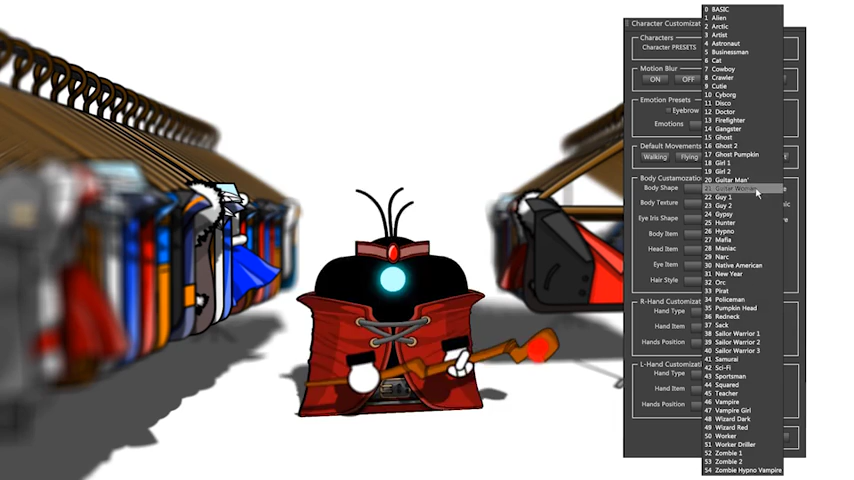 Character Customiza
Characters
Character PRESETS
Motion Blur
ON
OFF
Emotion Presets
Eyebrow
Emotions
Default Movements
Walking
Flying
Body Custamozatio
Body Shape
Body Texture
Eye Iris Shape
Body Item
Head Item
Eye Item
Hair Style
R-Hand Customizat
Hand Type
Hand Item
Hands Position
L-Hand Customizat
Hand Type
Hand Item
Hands Position
0 BASIC
1 Alien
2 Arctic
3 Artist
4 Astronaut
5 Businessman
6 Cat
7 Cowboy
8 Crawler
9 Cutie
10 Cyborg
11 Disco
12 Doctor
13 Firefighter
14 Gangster
15 Ghost
16 Ghost 2
17 Ghost Pumpkin
18 Girl 1
19 Girl 2
20 Guitar Man'
21 Guitar Woman
22 Guy 1
23 Guy 2
24 Gypsy
25 Hunter
26 Hypno
27 Mafia
28 Maniac
29 Narc
30 Native American
31 New Year
32 Orc
33 Pirat
34 Policeman
35 Pumpkin Head
36 Redneck
37 Sack
38 Sailor Warrior 1
39 Sailor Warrior 2
40 Sailor Warrior 3
41 Samurai
42 Sci-Fi
43 Sportsman
44 Squared
45 Teacher
46 Vampire
47 Vampire Girl
48 Wizard Dark
49 Wizard Red
50 Worker
51 Worker Driller
52 Zombie 1
53 Zombie 2
54 Zombie Hypno Vampire